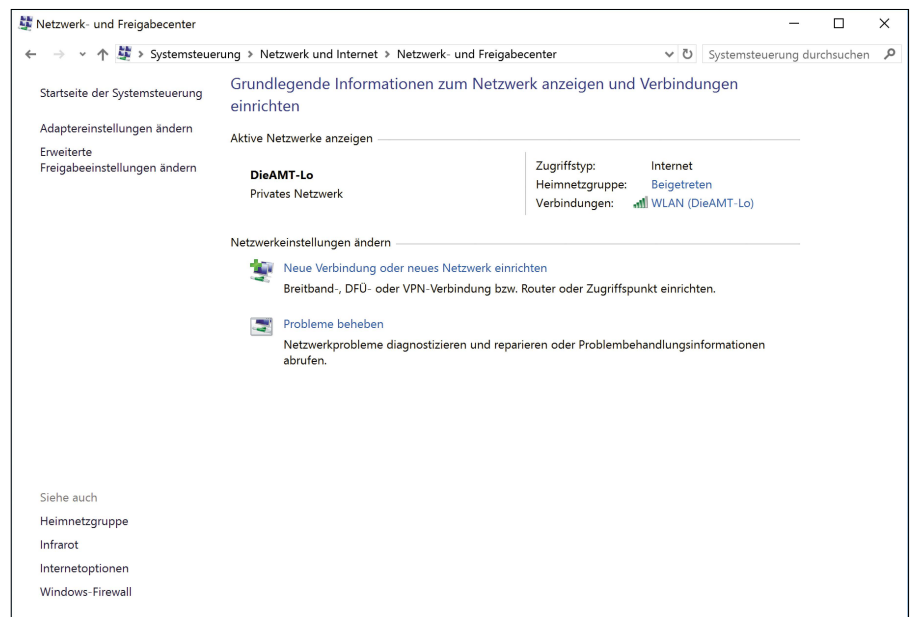 Netzwerk- und Freigabecenter
Systemsteuerung > Netzwerk und Internet > Netzwerk- und Freigabecenter
Systemsteuerung durchsuchen
Startseite der Systemsteuerung
Adaptereinstellungen ändern
Erweiterte
Freigabeeinstellungen ändern
Grundlegende Informationen zum Netzwerk anzeigen und Verbindungen
einrichten
Aktive Netzwerke anzeigen
DieAMT-Lo
Privates Netzwerk
Zugriffstyp: Internet
Heimnetzgruppe: Beigetreten
Verbindungen: WLAN (DieAMT-Lo)
Netzwerkeinstellungen ändern
Neue Verbindung oder neues Netzwerk einrichten
Breitband-, DFÜ- oder VPN-Verbindung bzw. Router oder Zugriffspunkt einrichten.
Probleme beheben
Netzwerkprobleme diagnostizieren und reparieren oder Problembehandlungsinformationen
abrufen.
Siehe auch
Heimnetzgruppe
Infrarot
Internetoptionen
Windows-Firewall